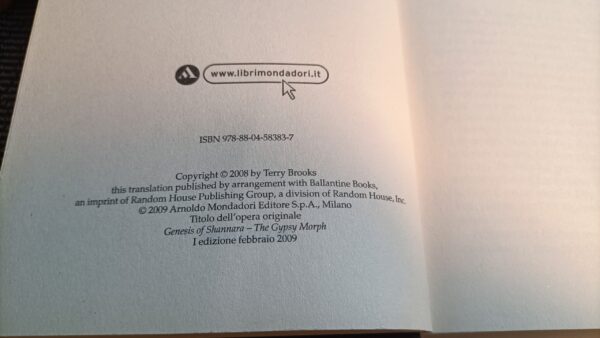 www.librimondadori.it
ISBN 978-88-04-58383-7
Copyright © 2008 by Terry Brooks
this translation published by arrangement with Ballantine Books,
an imprint of Random House Publishing Group, a division of Random House, Inc.
© 2009 Arnoldo Mondadori Editore S.p.A., Milano
Titolo dell'opera originale
Genesis of Shannara – The Gypsy Morph
I edizione febbraio 2009